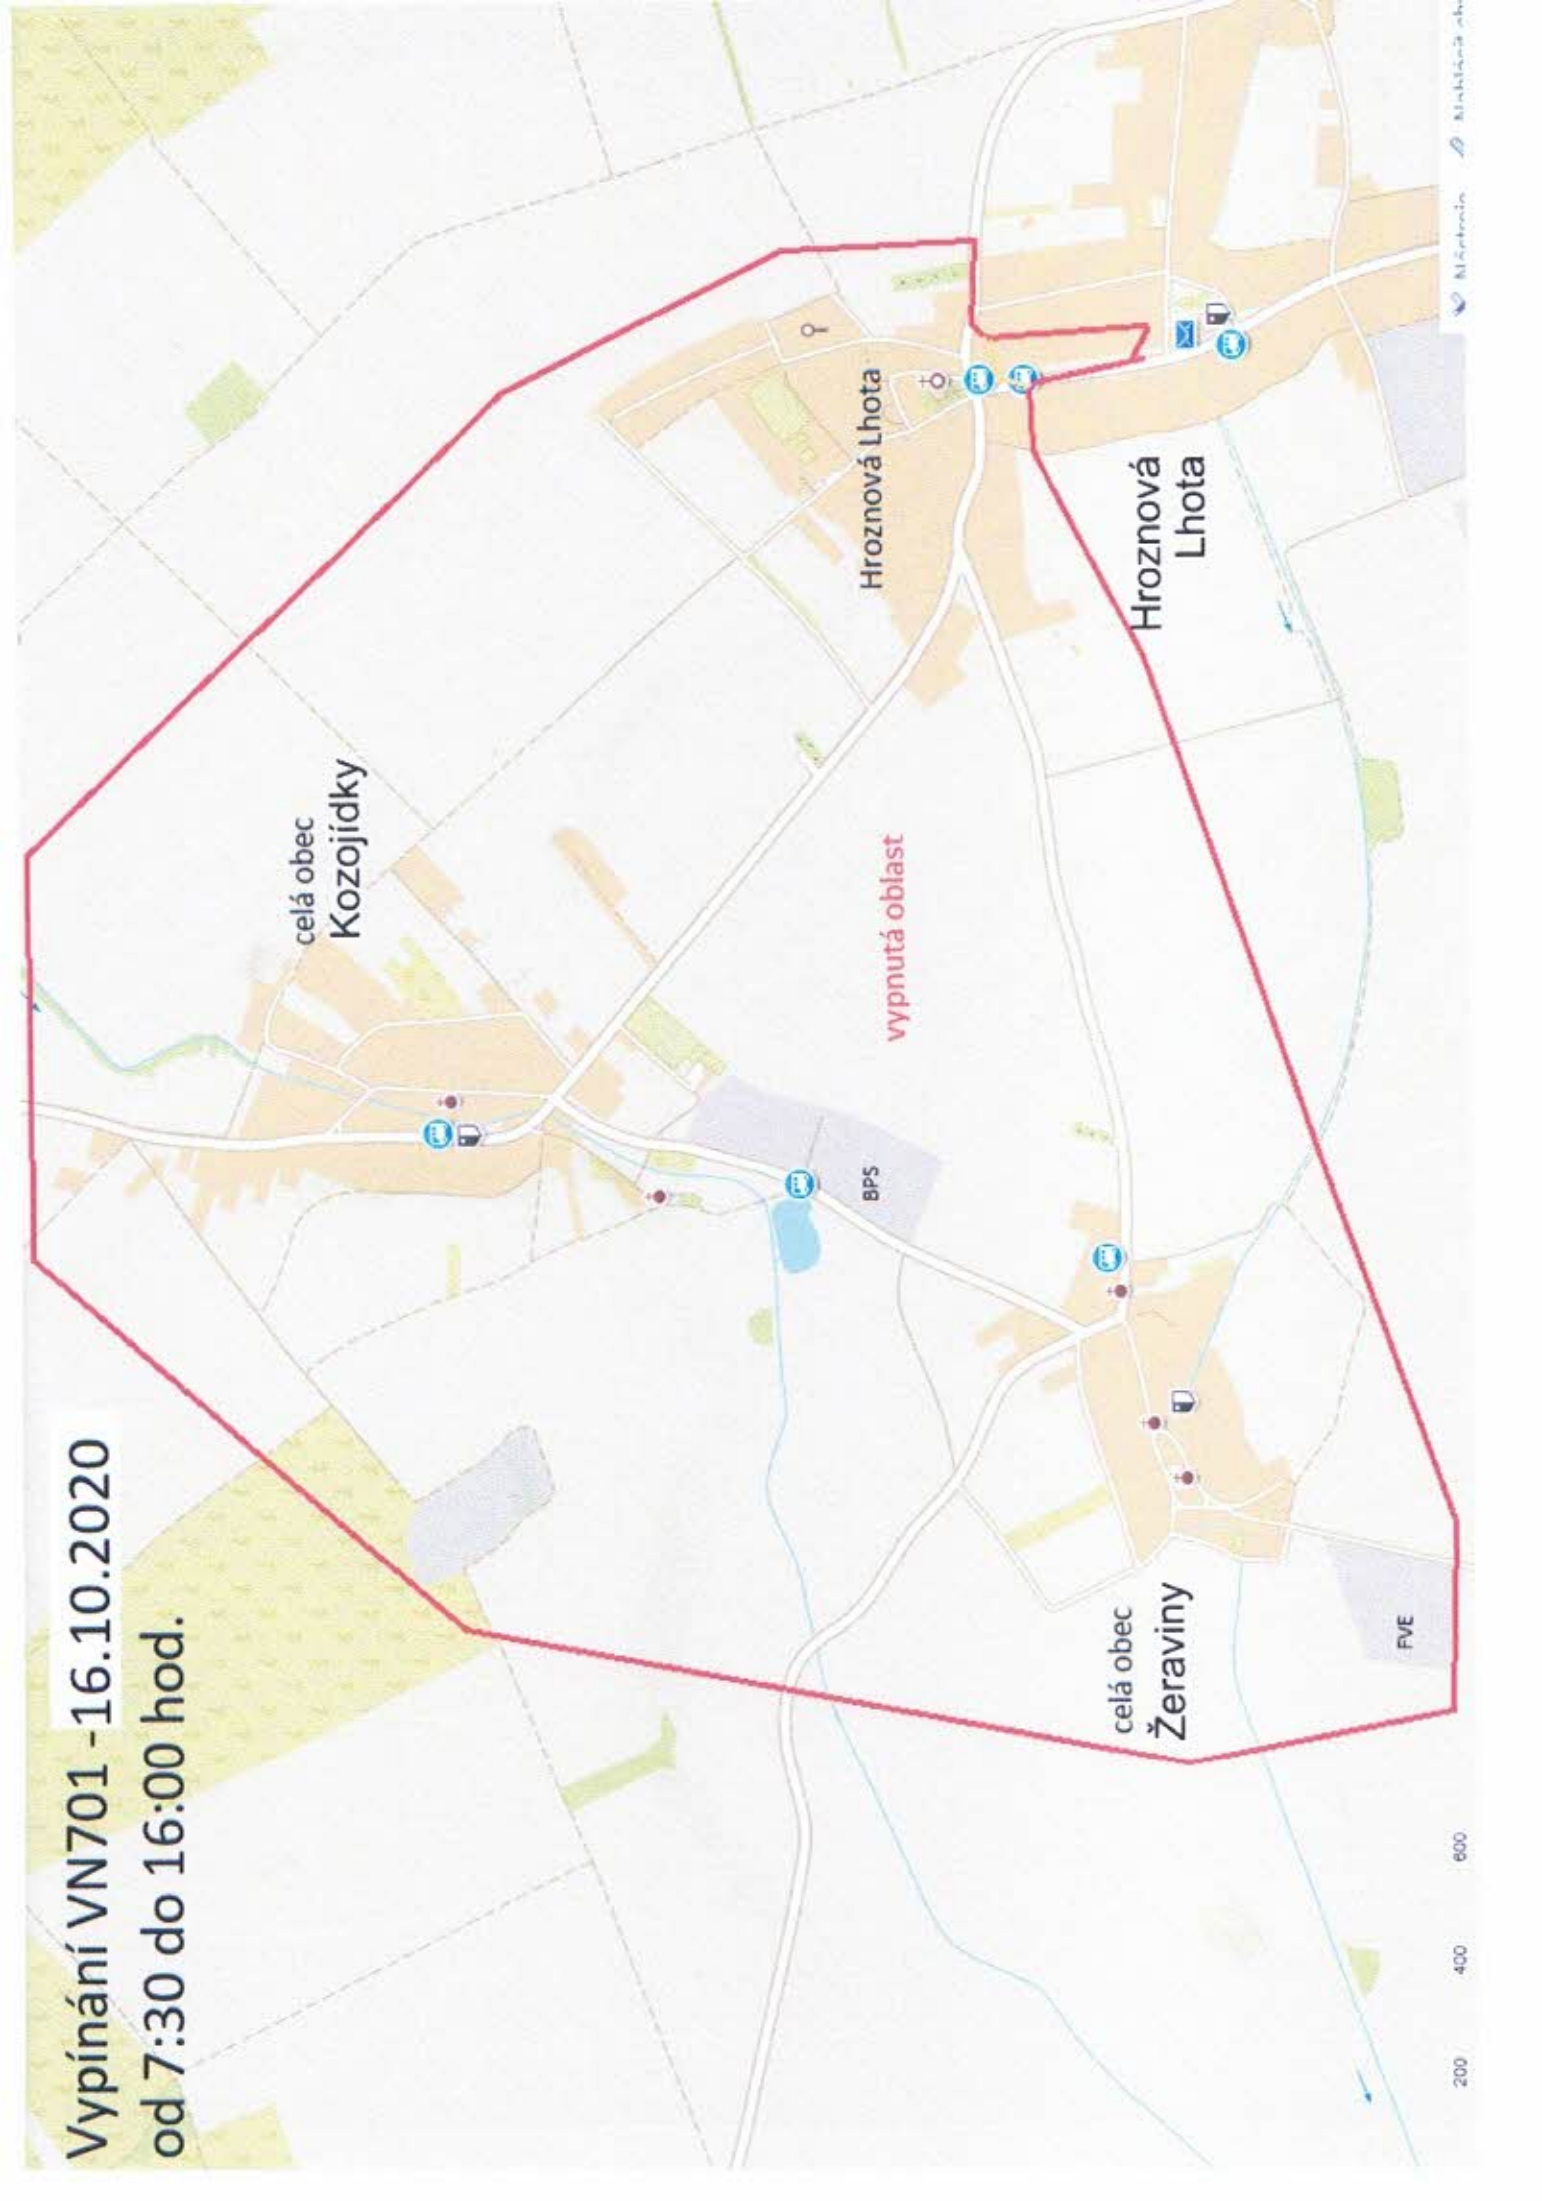 Vypínání VN701 -16.10.2020
od 7:30 do 16:00 hod.
celá obec
Kozojídky
Hroznová Lhota
vypnutá oblast
BPS
Hroznová
Lhota
celá obec
Žeraviny
FVE
200
400
600